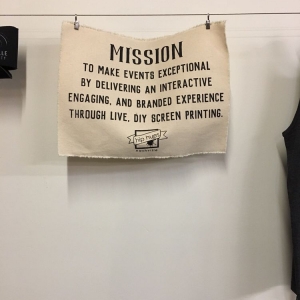 MISSION
TO MAKE EVENTS EXCEPTIONAL
BY DELIVERING AN INTERACTIVE
ENGAGING, AND BRANDED EXPERIENCE
THROUGH LIVE, DIY SCREEN PRINTING.